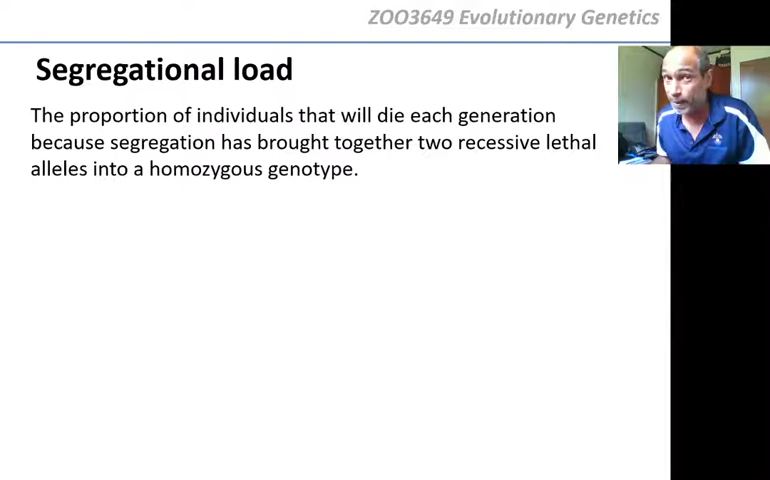 ZOO3649 Evolutionary Genetics
Segregational load
The proportion of individuals that will die each generation
because segregation has brought together two recessive lethal
alleles into a homozygous genotype.